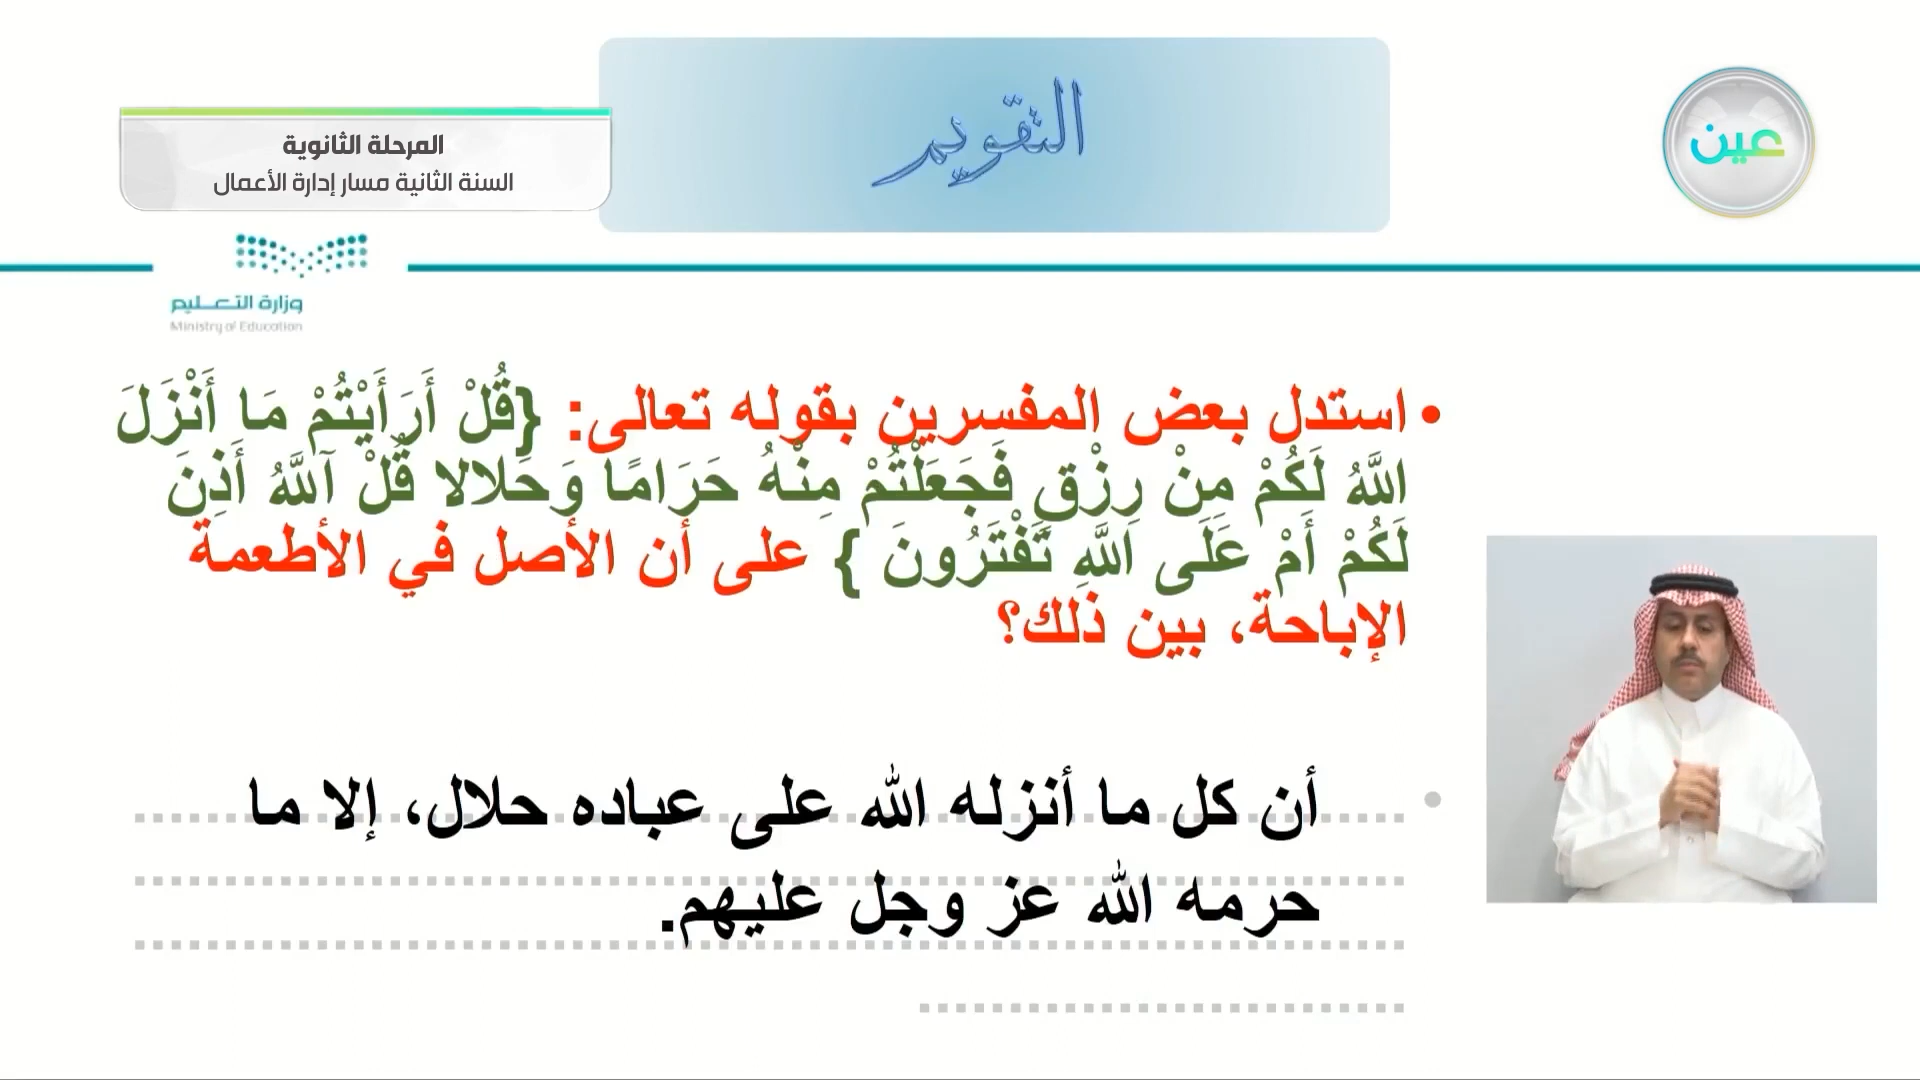 التقويم
عين
المرحلة الثانوية
السنة الثانية مسار إدارة الأعمال
وزارة التعليم
Ministry of Education
• استدل بعض المفسرين بقوله تعالى: {قُلْ أَرَأَيْتُمْ مَا أَنْزَلَ
اللَّهُ لَكُمْ مِنْ رِزْقٍ فَجَعَلْتُمْ مِنْهُ حَرَامًا وَحَلالا قُلْ آللَّهُ أَذِنَ
لَكُمْ أَمْ عَلَى اللَّهِ تَفْتَرُونَ } على أن الأصل في الأطعمة
الإباحة، بين ذلك؟
• أن كل ما أنزله الله على عباده حلال، إلا ما
حرمه الله عز وجل عليهم.